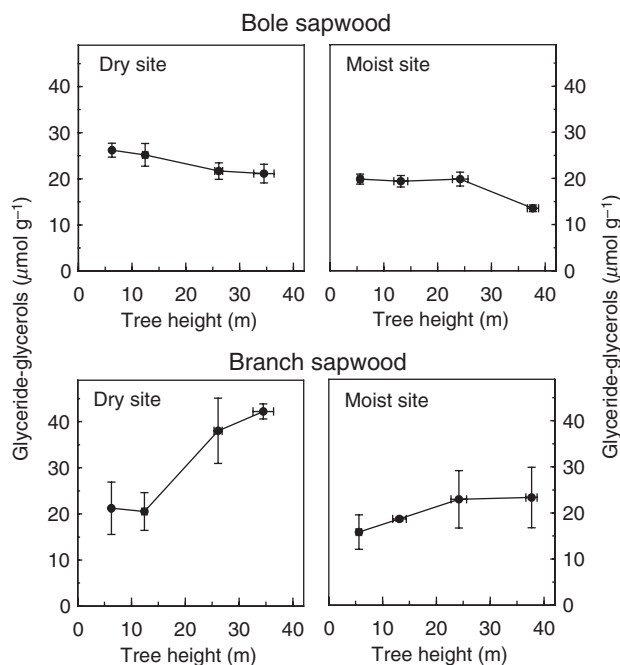 Bole sapwood
Dry site
Moist site
40
30
20
10
0
40
30
20
10
0
0 10 20 30 40
0 10 20 30 40
Tree height (m)
Tree height (m)
Glyceride-glycerols (μmol g⁻¹)
Glyceride-glycerols (μmol g⁻¹)
Branch sapwood
Dry site
Moist site
40
30
20
10
0
40
30
20
10
0
0 10 20 30 40
0 10 20 30 40
Tree height (m)
Tree height (m)